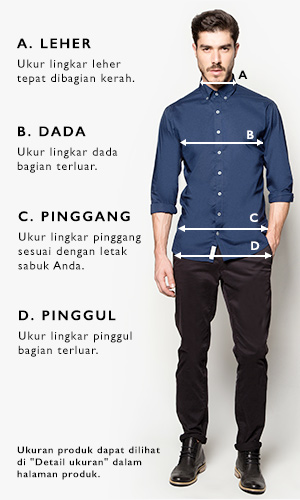 A. LEHER
Ukur lingkar leher
tepat dibagian kerah.
A
B. DADA
Ukur lingkar dada
bagian terluar.
B
C. PINGGANG
Ukur lingkar pinggang
sesuai dengan letak
sabuk Anda.
C
D
D. PINGGUL
Ukur lingkar pinggul
bagian terluar.
Ukuran produk dapat dilihat
di "Detail ukuran" dalam
halaman produk.